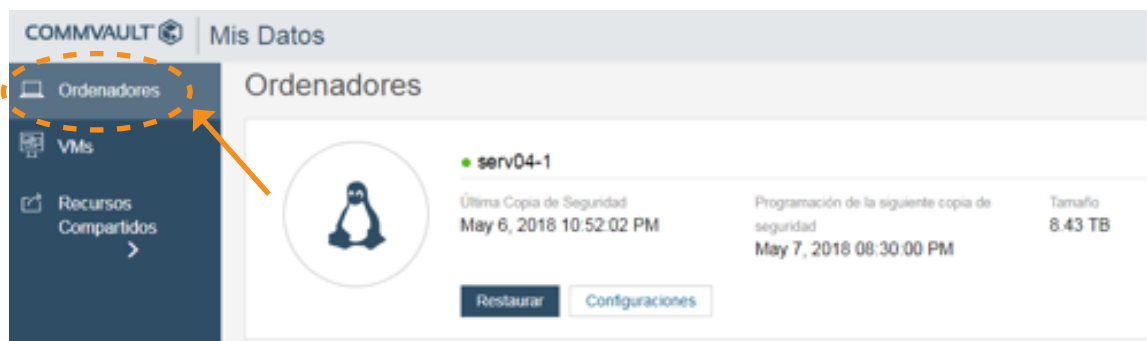 COMMVAULT Mis Datos
Ordenadores
VMs
Recursos
Compartidos
Ordenadores
serv04-1
Última Copia de Seguridad
May 6, 2018 10:52:02 PM
Programación de la siguiente copia de
seguridad
May 7, 2018 08:30:00 PM
Tamaño
8.43 TB
Restaurar
Configuraciones